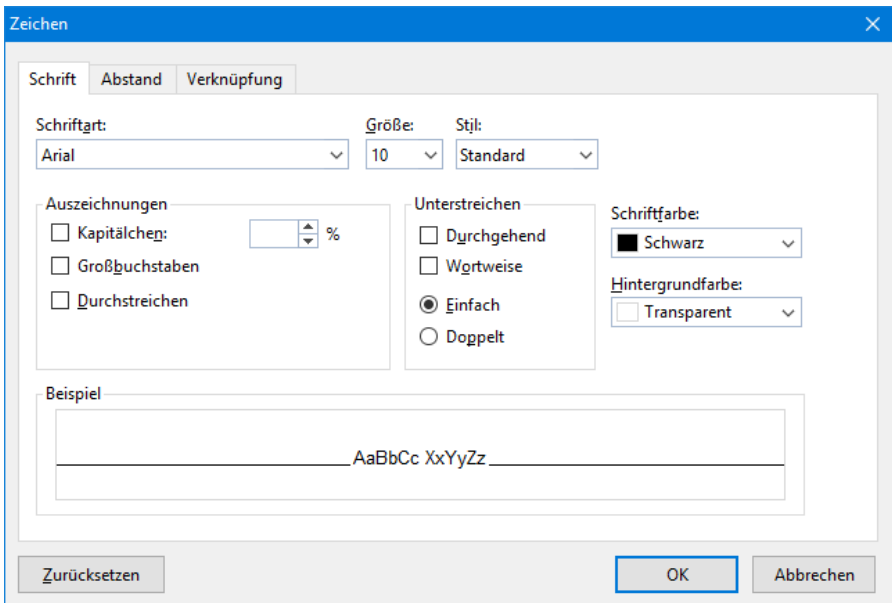 Zeichen
Schrift Abstand Verknüpfung
Schriftart: Größe: Stil:
Arial 10 Standard
Auszeichnungen
Kapitälchen: %
Großbuchstaben
Durchstreichen
Unterstreichen
Durchgehend
Wortweise
Einfach
Doppelt
Schriftfarbe:
Schwarz
Hintergrundfarbe:
Transparent
Beispiel
AaBbCc XxYyZz
Zurücksetzen OK Abbrechen